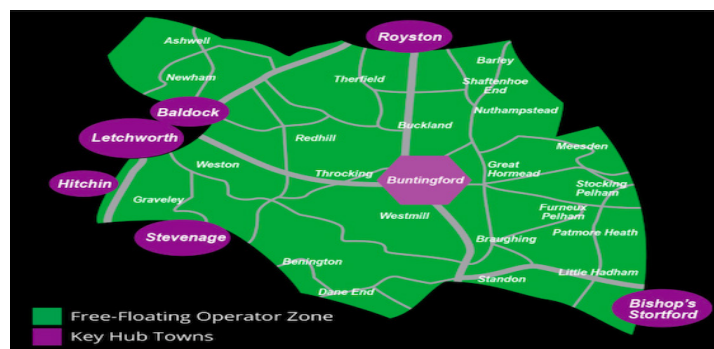 Royston
Ashwell
Barley
Newham
Therfield
Shaftenhoe
End
Baldock
Nuthampstead
Buckland
Letchworth
Redhill
Meesden
Weston
Throcking
Great
Hormead
Hitchin
Buntingford
Stocking
Pelham
Graveley
Furneux
Pelham
Westmill
Stevenage
Braughing
Patmore Heath
Benington
Standon
Little Hadham
Dane End
Bishop's
Stortford
Free-Floating Operator Zone
Key Hub Towns